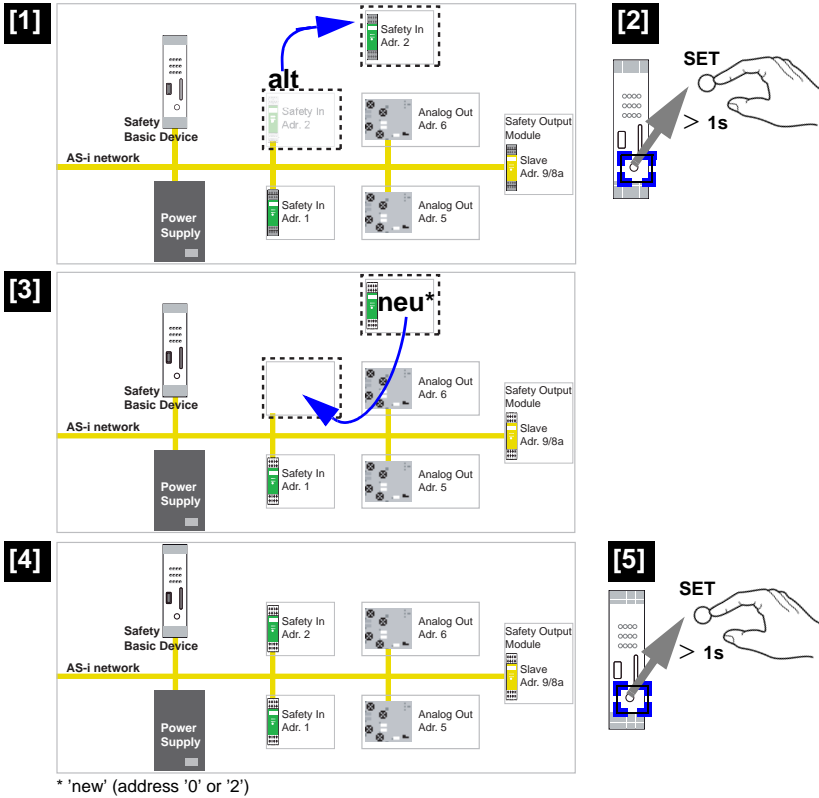 [1]
Safety In
Adr. 2
alt
Safety In
Adr. 2
Analog Out
Adr. 6
Safety Output
Module
Safety
Basic Device
AS-i network
Slave
Adr. 9/8a
Power
Supply
Safety In
Adr. 1
Analog Out
Adr. 5
[2]
SET
> 1s
[3]
neu*
Analog Out
Adr. 6
Safety Output
Module
Safety
Basic Device
AS-i network
Slave
Adr. 9/8a
Power
Supply
Safety In
Adr. 1
Analog Out
Adr. 5
[4]
Safety In
Adr. 2
Analog Out
Adr. 6
Safety Output
Module
Safety
Basic Device
AS-i network
Slave
Adr. 9/8a
Power
Supply
Safety In
Adr. 1
Analog Out
Adr. 5
[5]
SET
> 1s
* 'new' (address '0' or '2')